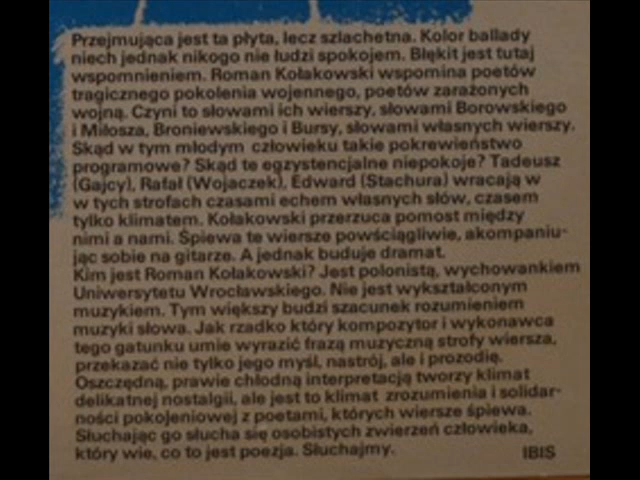 Przejmująca jest ta płyta, lecz szlachetna. Kolor ballady
niech jednak nikogo nie łudzi spokojem. Błękit jest tutaj
wspomnieniem. Roman Kołakowski wspomina poetów
tragicznego pokolenia wojennego, poetów zarażonych
wojną. Czyni to słowami ich wierszy, słowami Borowskiego
i Miłosza, Broniewskiego i Bursy, słowami własnych wierszy.
Skąd w tym młodym człowieku takie pokrewieństwo
programowe? Skąd te egzystencjalne niepokoje? Tadeusz
(Gajcy), Rafał (Wojaczek), Edward (Stachura) wracają w
w tych strofach czasami echem własnych słów, czasem
tylko klimatem. Kołakowski przerzuca pomost między
nimi a nami. Śpiewa te wiersze powściągliwie, akompaniu-
jąc sobie na gitarze. A jednak buduje dramat.
Kim jest Roman Kołakowski? Jest polonistą, wychowankiem
Uniwersytetu Wrocławskiego. Nie jest wykształconym
muzykiem. Tym większy budzi szacunek rozumieniem
muzyki słowa. Jak rzadko który kompozytor i wykonawca
tego gatunku umie wyrazić frazą muzyczną strofy wiersza,
przekazać nie tylko jego myśl, nastrój, ale i prozodię.
Oszczędną, prawie chłodną interpretacją tworzy klimat
delikatnej nostalgii, ale jest to klimat zrozumienia i solidar-
ności pokoleniowej z poetami, których wiersze śpiewa.
Słuchając go słucha się osobistych zwierzeń człowieka,
który wie, co to jest poezja. Słuchajmy. IBIS